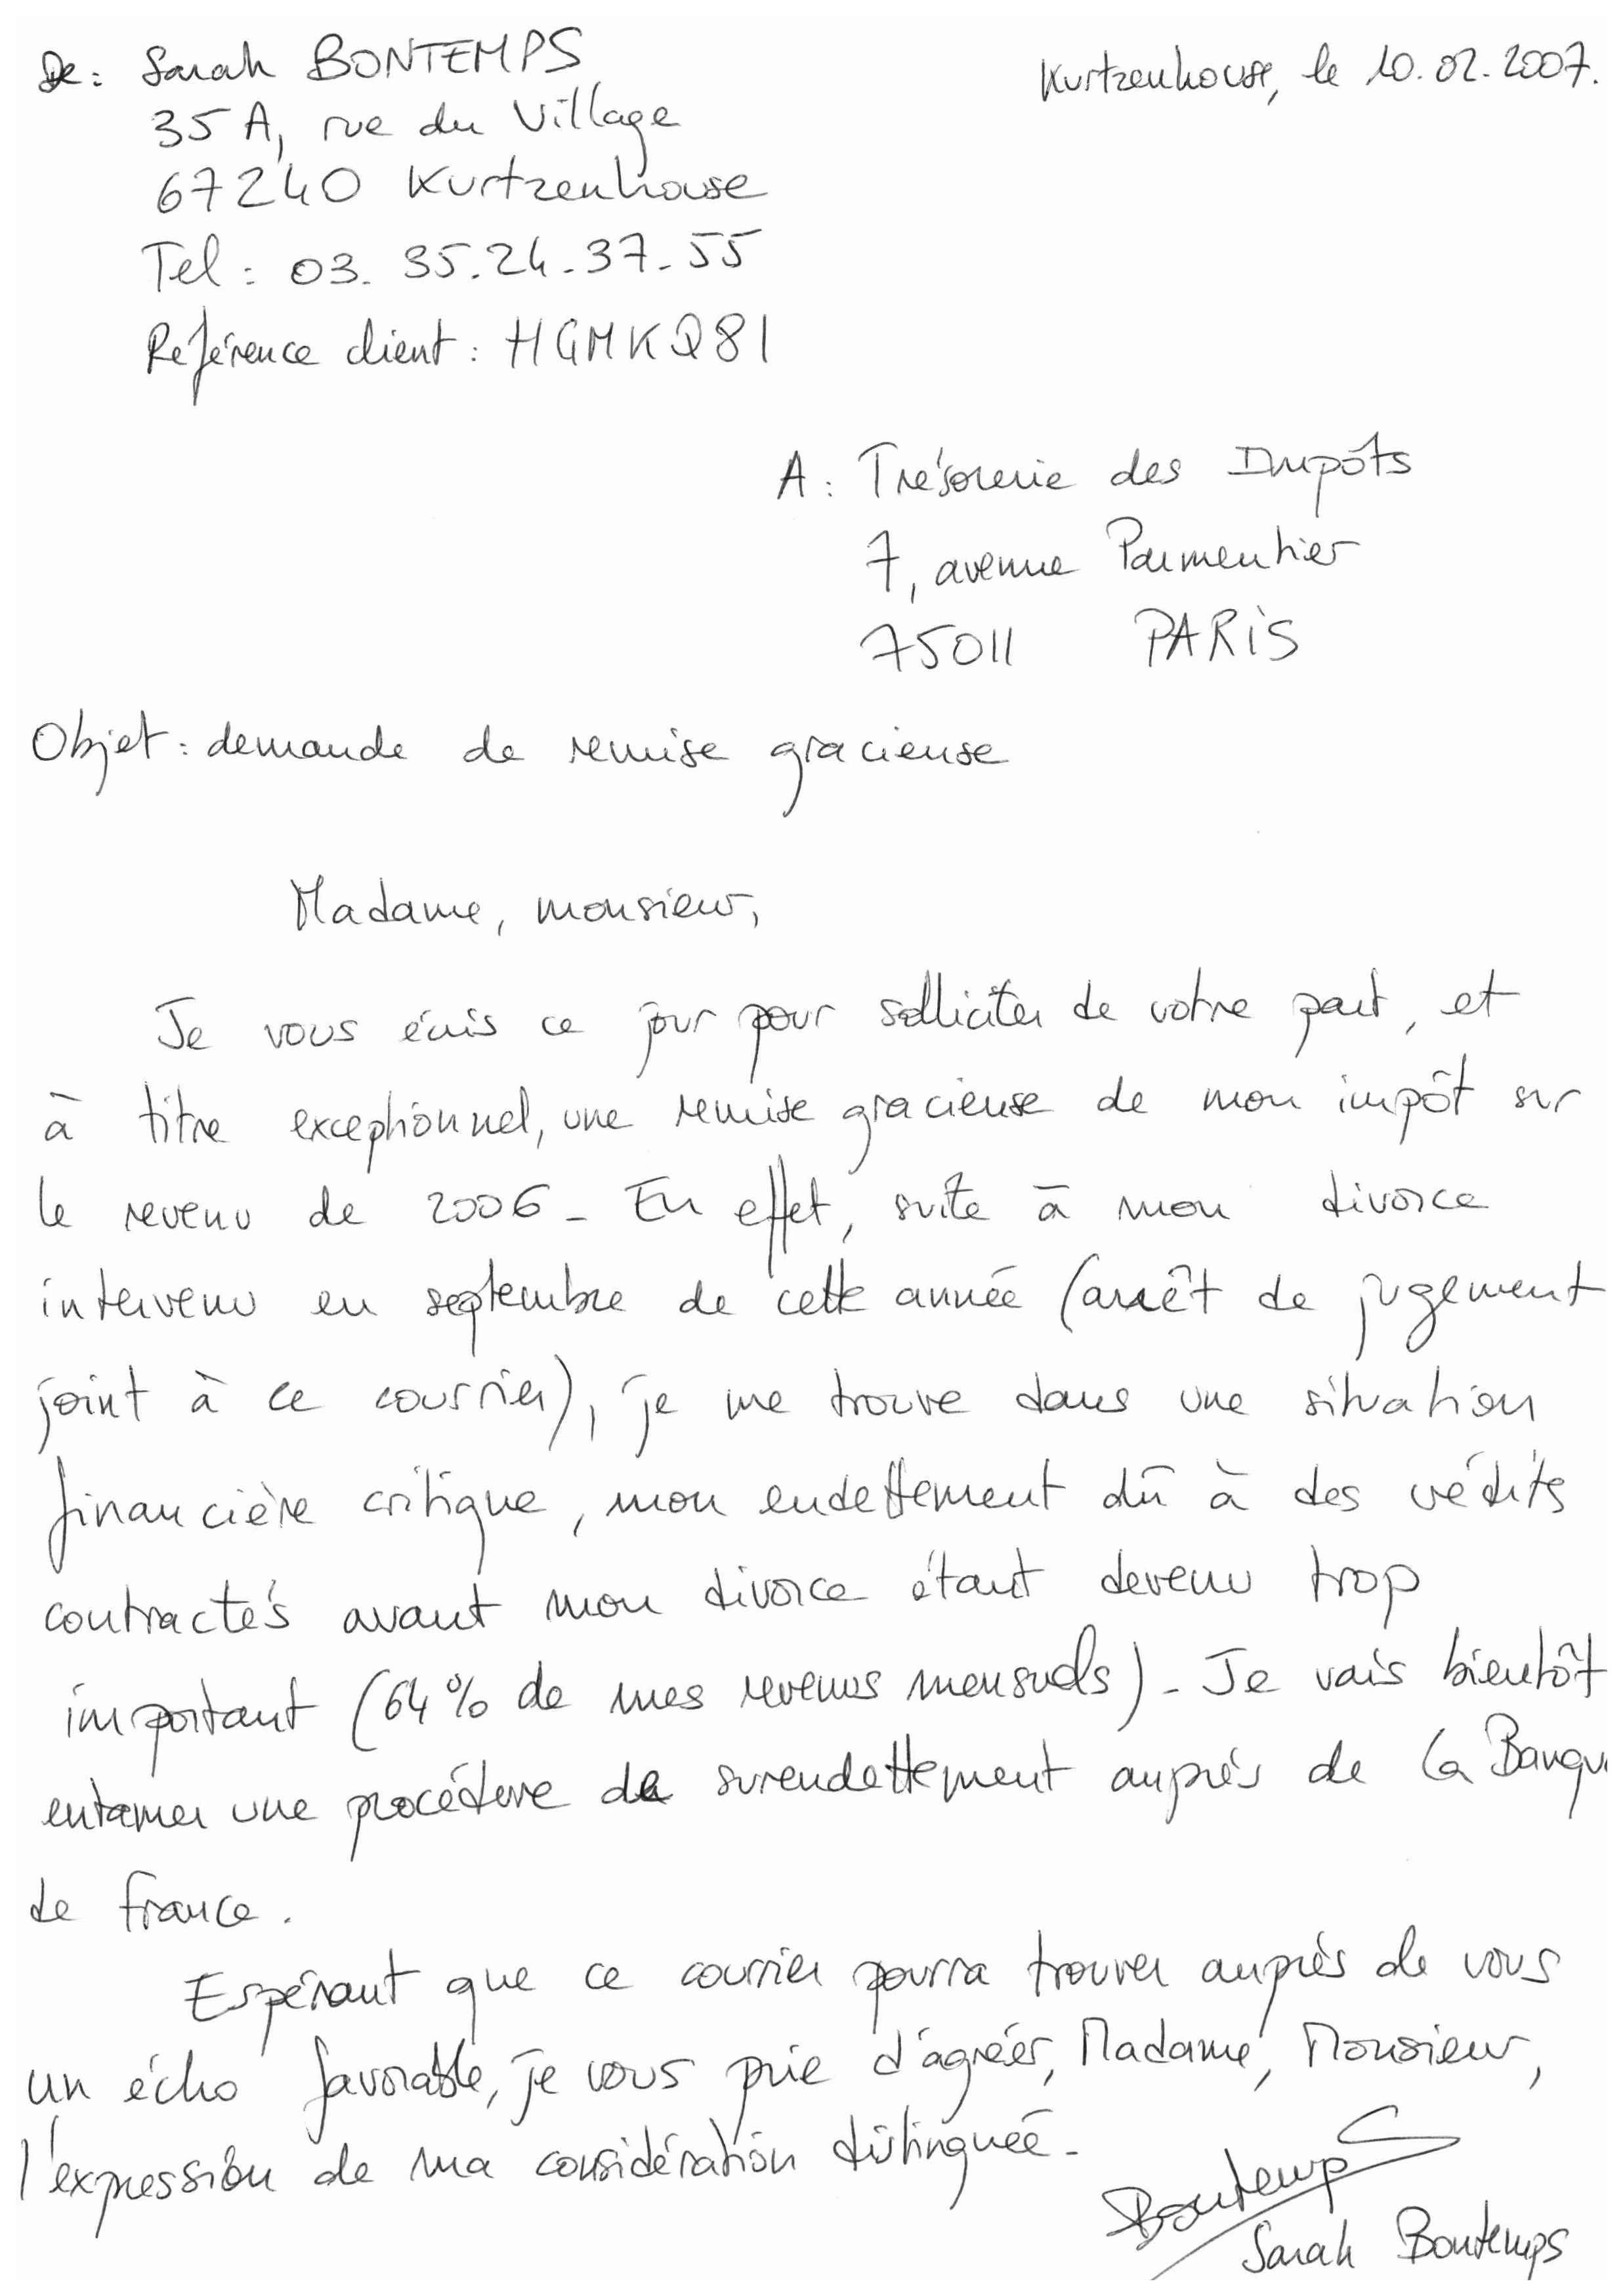 De : Sarah BONTEMPS
Kurtzenhouse, le 10.02.2007.
35 A, rue du Village
67240 Kurtzenhouse
Tel : 03. 35.24.37.55
Référence client : HGMKQ81
A : Trésorerie des Impôts
7, avenue Parmentier
75011 PARIS
Objet : demande de remise gracieuse
Madame, monsieur,
Je vous écris ce jour pour solliciter de votre part, et
à titre exceptionnel, une remise gracieuse de mon impôt sur
le revenu de 2006 - En effet, suite à mon divorce
intervenu en septembre de cette année (arrêt de jugement
joint à ce courrier), je me trouve dans une situation
financière critique, mon endettement dû à des crédits
contractés avant mon divorce étant devenu trop
important (64% de mes revenus mensuels) - Je vais bientôt
entamer une procédure de surendettement auprès de la Banqu
de france.
Espérant que ce courrier pourra trouver auprès de vous
un écho favorable, je vous prie d'agréer, Madame, Monsieur,
l'expression de ma considération distinguée -
Bontemps
Sarah Bontemps